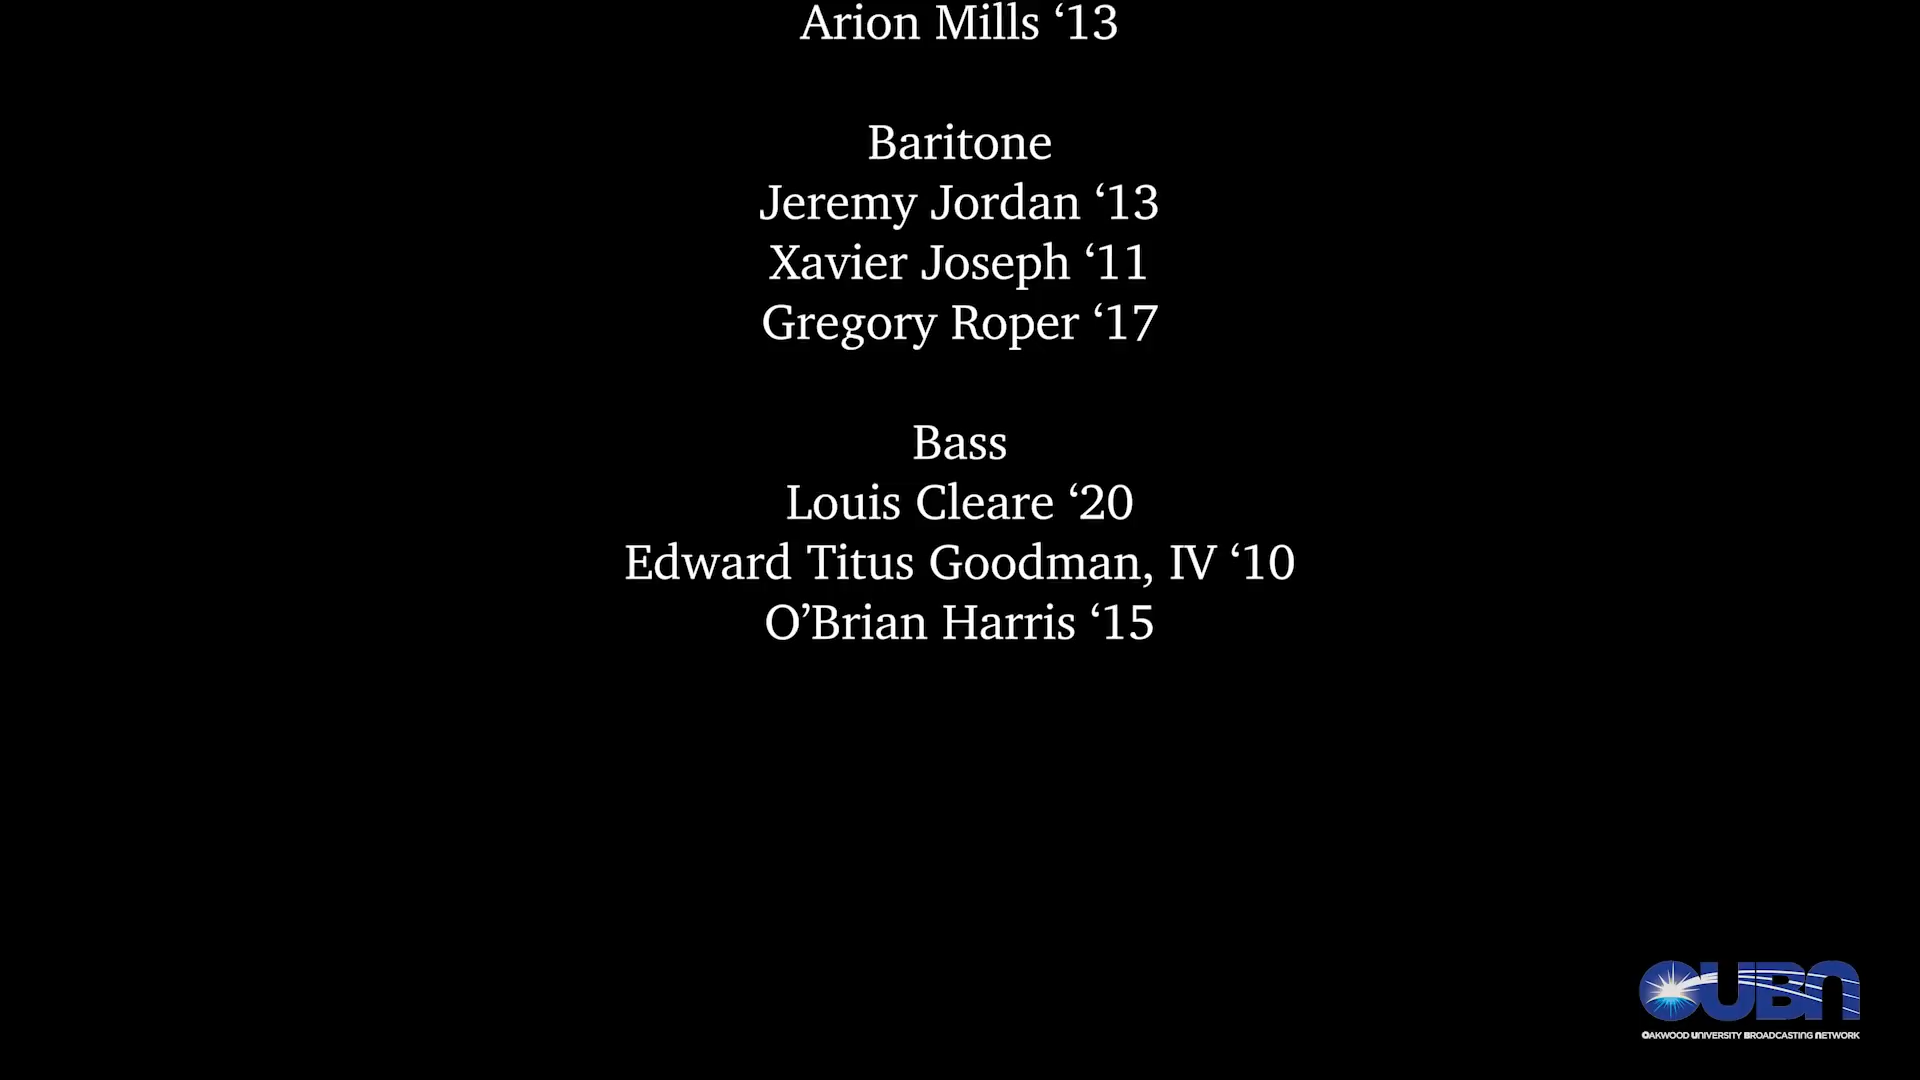 Arion Mills ‘13
Baritone
Jeremy Jordan ‘13
Xavier Joseph ‘11
Gregory Roper ‘17
Bass
Louis Cleare ‘20
Edward Titus Goodman, IV ‘10
O’Brian Harris ‘15
OUBN
OAKWOOD UNIVERSITY BROADCASTING NETWORK